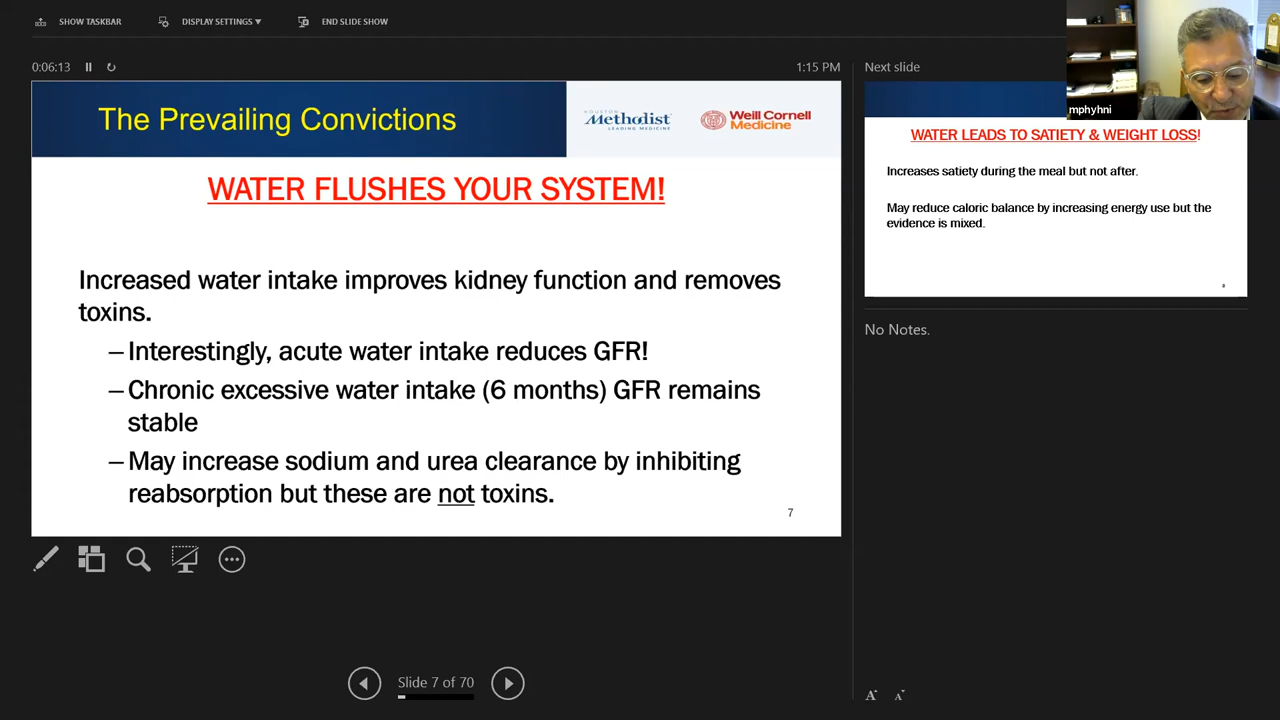 SHOW TASKBAR
DISPLAY SETTINGS ▼
END SLIDE SHOW
0:06:13
1:15 PM
The Prevailing Convictions
HOUSTON
Methodist
LEADING MEDICINE
Weill Cornell
Medicine
WATER FLUSHES YOUR SYSTEM!
Increased water intake improves kidney function and removes
toxins.
–Interestingly, acute water intake reduces GFR!
–Chronic excessive water intake (6 months) GFR remains
stable
–May increase sodium and urea clearance by inhibiting
reabsorption but these are not toxins.
7
Slide 7 of 70
Next slide
mphyhni
WATER LEADS TO SATIETY & WEIGHT LOSS!
Increases satiety during the meal but not after.
May reduce caloric balance by increasing energy use but the
evidence is mixed.
8
No Notes.
A A